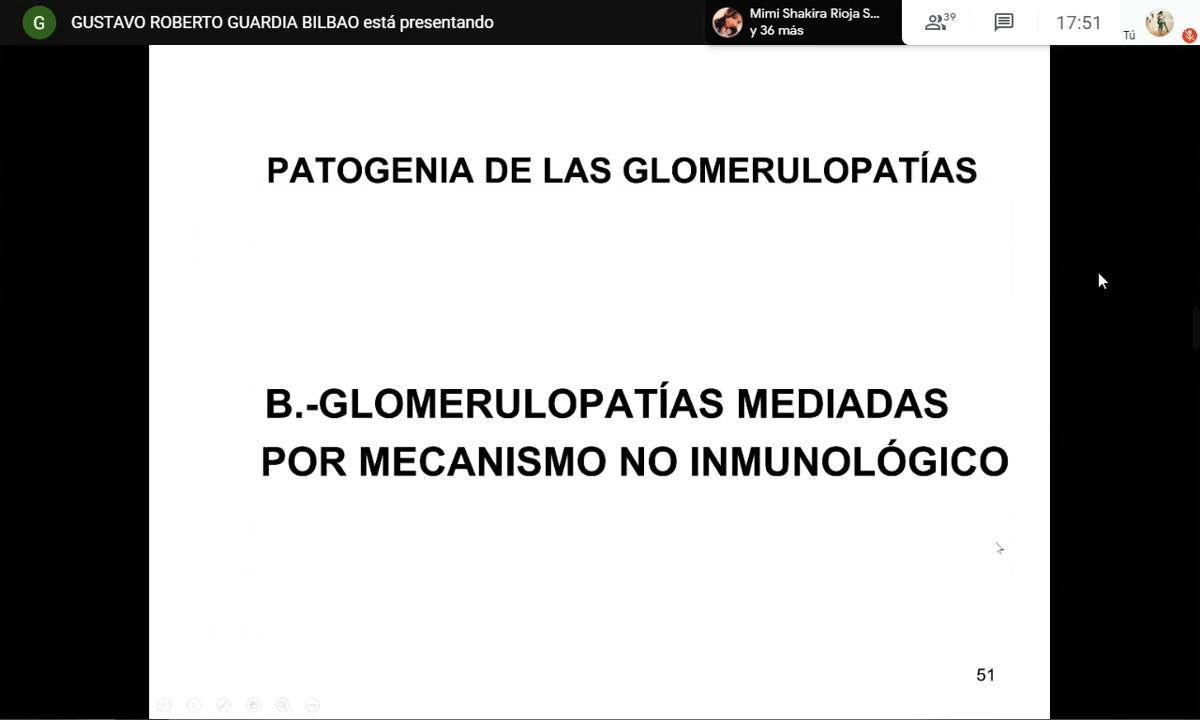 G GUSTAVO ROBERTO GUARDIA BILBAO está presentando
Mimi Shakira Rioja S...
y 36 más
39
17:51
Tú
PATOGENIA DE LAS GLOMERULOPATÍAS
B.-GLOMERULOPATÍAS MEDIADAS
POR MECANISMO NO INMUNOLÓGICO
51